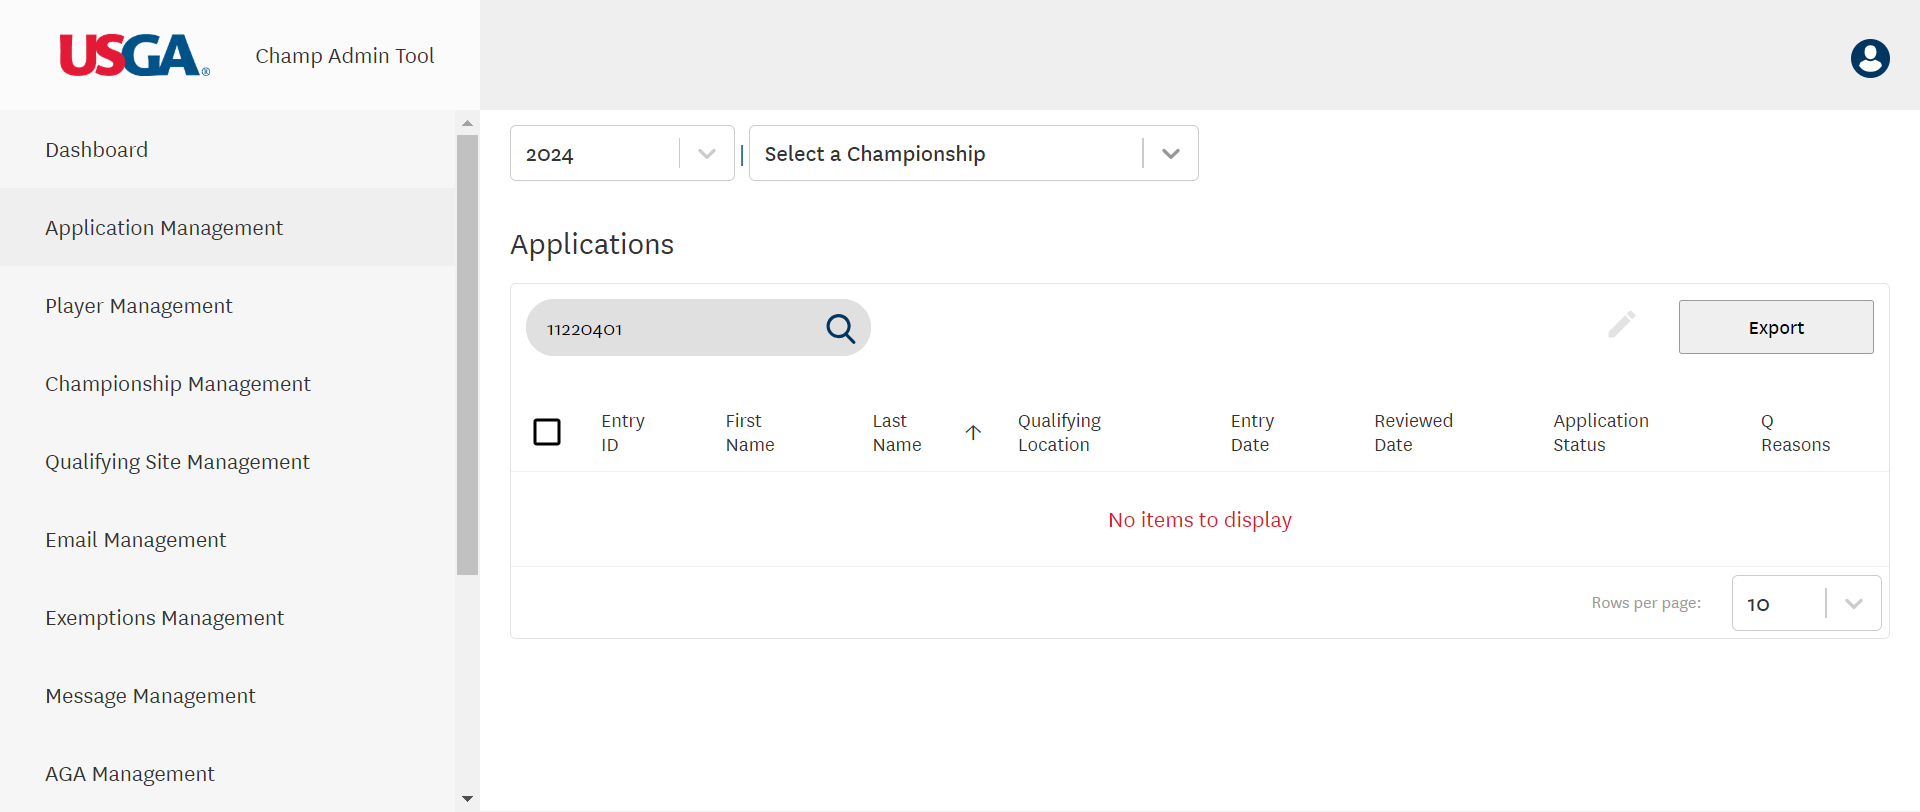 USGA® Champ Admin Tool
Dashboard
Application Management
Player Management
Championship Management
Qualifying Site Management
Email Management
Exemptions Management
Message Management
AGA Management
2024 | Select a Championship
Applications
11220401
Export
Entry ID
First Name
Last Name
Qualifying Location
Entry Date
Reviewed Date
Application Status
Q Reasons
No items to display
Rows per page: 10